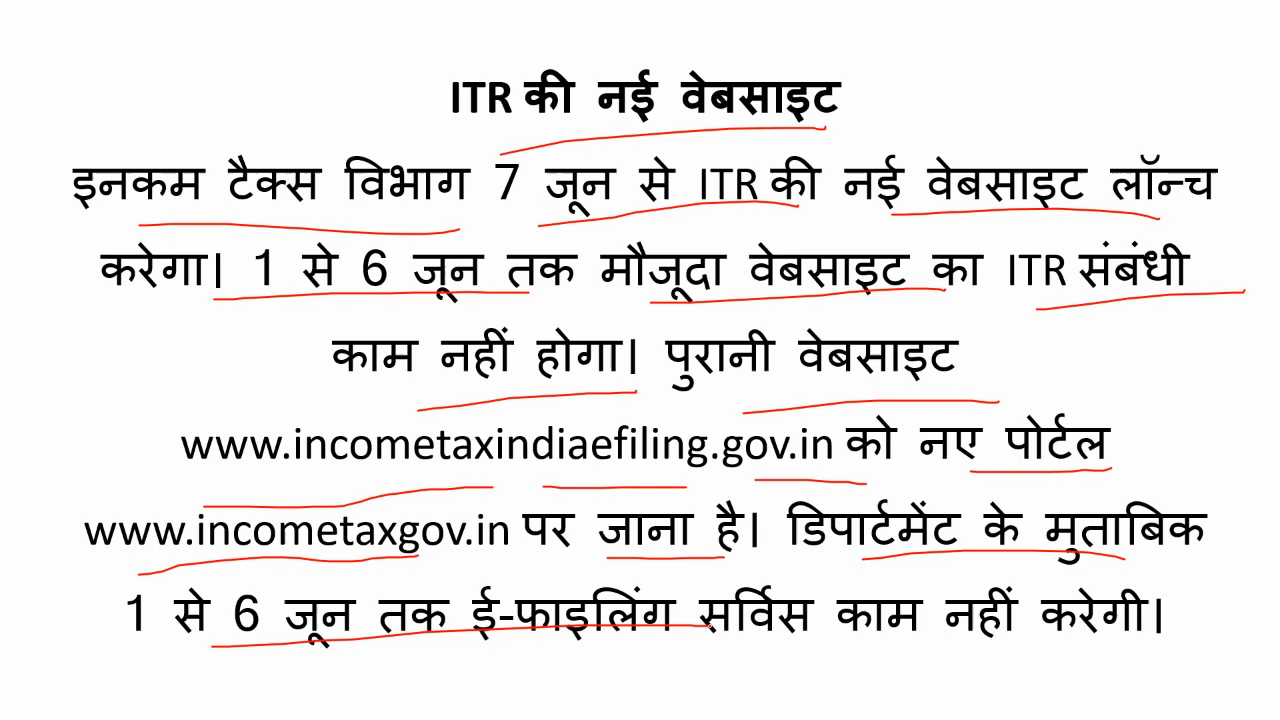 ITR की नई वेबसाइट
इनकम टैक्स विभाग 7 जून से ITR की नई वेबसाइट लॉन्च
करेगा। 1 से 6 जून तक मौजूदा वेबसाइट का ITR संबंधी
काम नहीं होगा। पुरानी वेबसाइट
www.incometaxindiaefiling.gov.in को नए पोर्टल
www.incometaxgov.in पर जाना है। डिपार्टमेंट के मुताबिक
1 से 6 जून तक ई-फाइलिंग सर्विस काम नहीं करेगी।